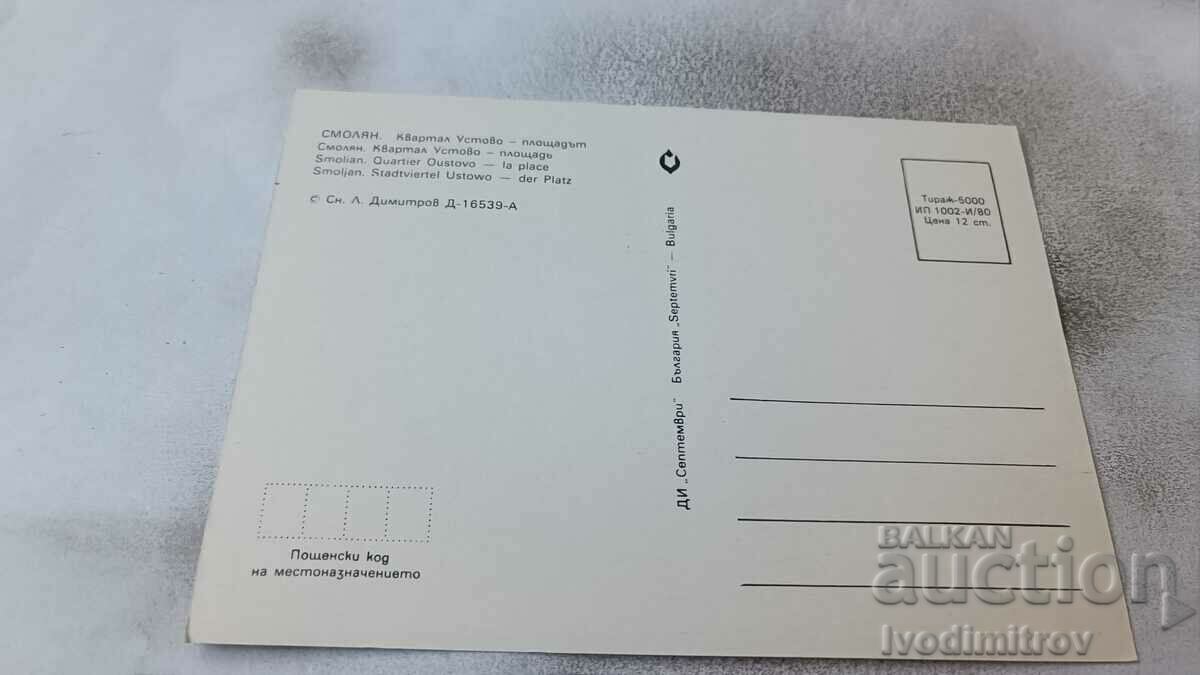 СМОЛЯН. Квартал Устово – площадът
Смолян. Квартал Устово – площадь
Smolian. Quartier Oustovo — la place
Smoljan. Stadtviertel Ustowo — der Platz
© Сн. Л. Димитров Д-16539-А
Тираж-5000
ИП 1002-И/80
Цена 12 ст.
ДИ „Септември" България „Septemvri" – Bulgaria
Пощенски код
на местоназначението
BALKAN
auction
Ivodimitrov